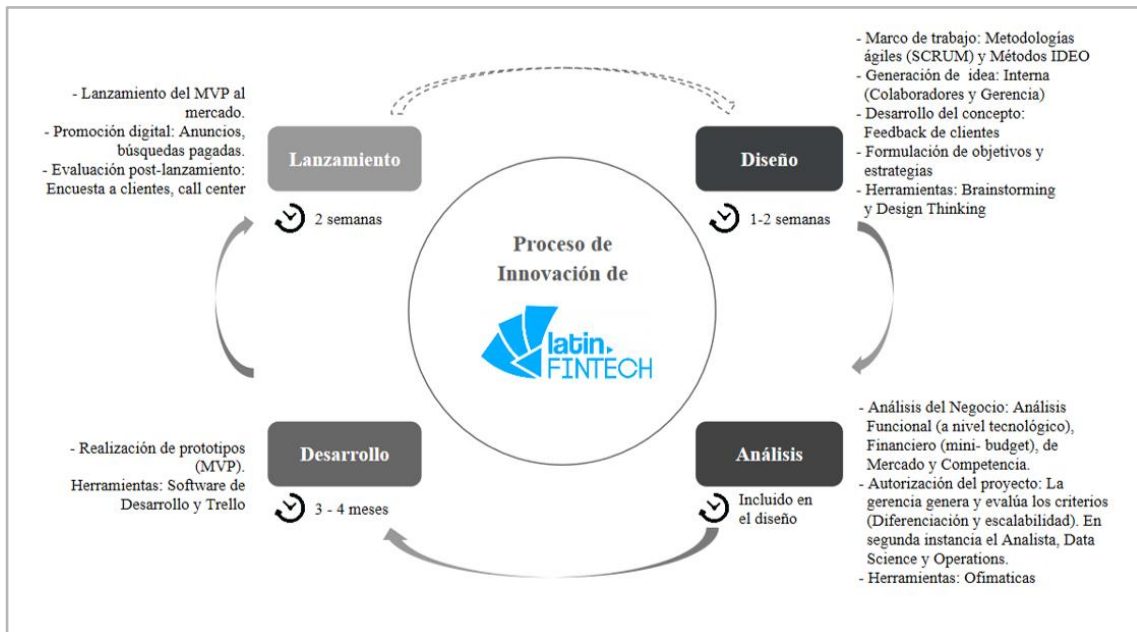 Proceso de
Innovación de
latin
FINTECH
Diseño
1-2 semanas
- Marco de trabajo: Metodologías
ágiles (SCRUM) y Métodos IDEO
- Generación de idea: Interna
(Colaboradores y Gerencia)
- Desarrollo del concepto:
Feedback de clientes
- Formulación de objetivos y
estrategias
- Herramientas: Brainstorming
y Design Thinking
Análisis
Incluido en
el diseño
- Análisis del Negocio: Análisis
Funcional (a nivel tecnológico),
Financiero (mini- budget), de
Mercado y Competencia.
- Autorización del proyecto: La
gerencia genera y evalúa los criterios
(Diferenciación y escalabilidad). En
segunda instancia el Analista, Data
Science y Operations.
- Herramientas: Ofimaticas
Desarrollo
3 - 4 meses
- Realización de prototipos
(MVP).
Herramientas: Software de
Desarrollo y Trello
Lanzamiento
2 semanas
- Lanzamiento del MVP al
mercado.
- Promoción digital: Anuncios,
búsquedas pagadas.
- Evaluación post-lanzamiento:
Encuesta a clientes, call center